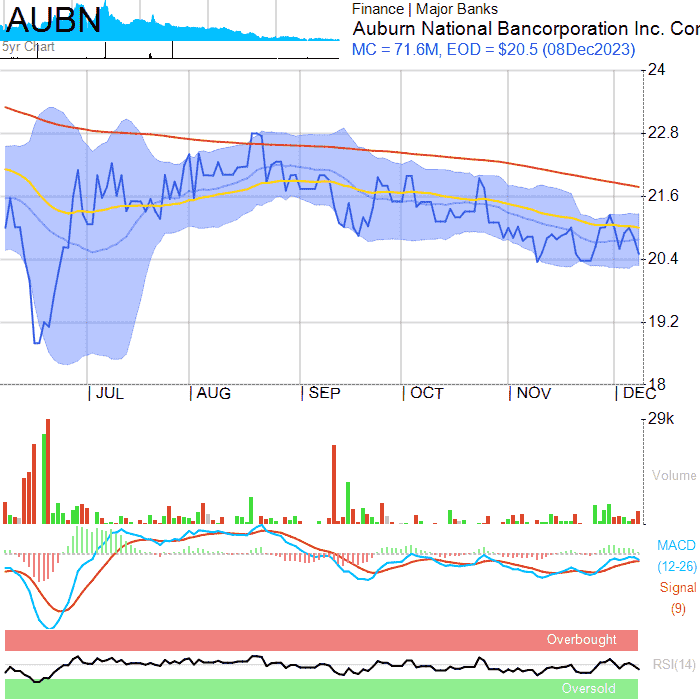 AUBN
5yr Chart
Finance | Major Banks
Auburn National Bancorporation Inc. Cor
MC = 71.6M, EOD = $20.5 (08Dec2023)
24
22.8
21.6
20.4
19.2
18
JUL
AUG
SEP
OCT
NOV
DEC
29k
Volume
MACD
(12-26)
Signal
(9)
Overbought
RSI(14)
Oversold